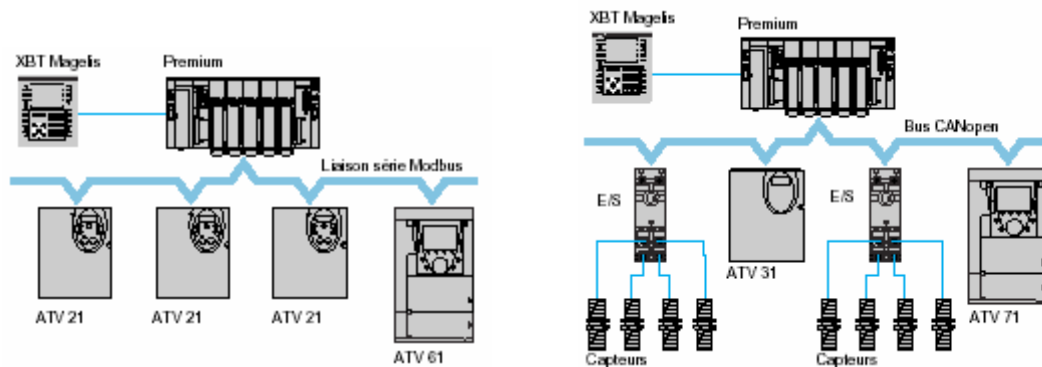 XBT Magelis
Premium
Liaison série Modbus
ATV 21
ATV 21
ATV 21
ATV 61
XBT Magelis
Premium
Bus CANopen
E/S
E/S
ATV 31
ATV 71
Capteurs
Capteurs